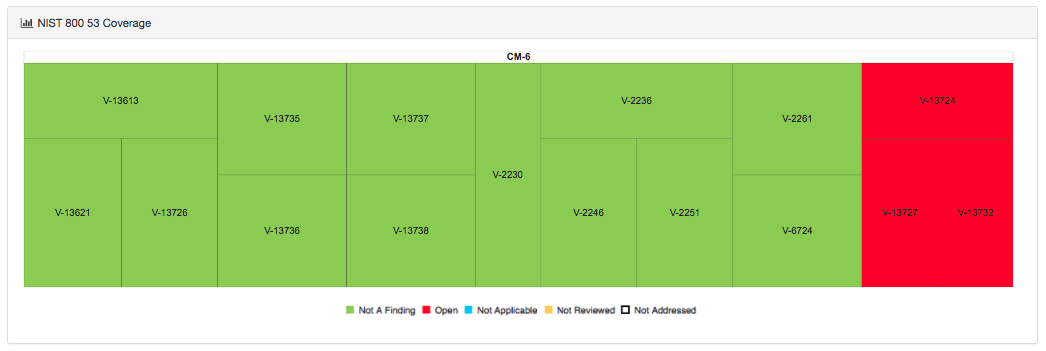 NIST 800 53 Coverage
CM-6
V-13613
V-13735
V-13737
V-2230
V-2236
V-2261
V-13724
V-13621
V-13726
V-13736
V-13738
V-2246
V-2251
V-6724
V-13727
V-13732
Not A Finding Open Not Applicable Not Reviewed Not Addressed